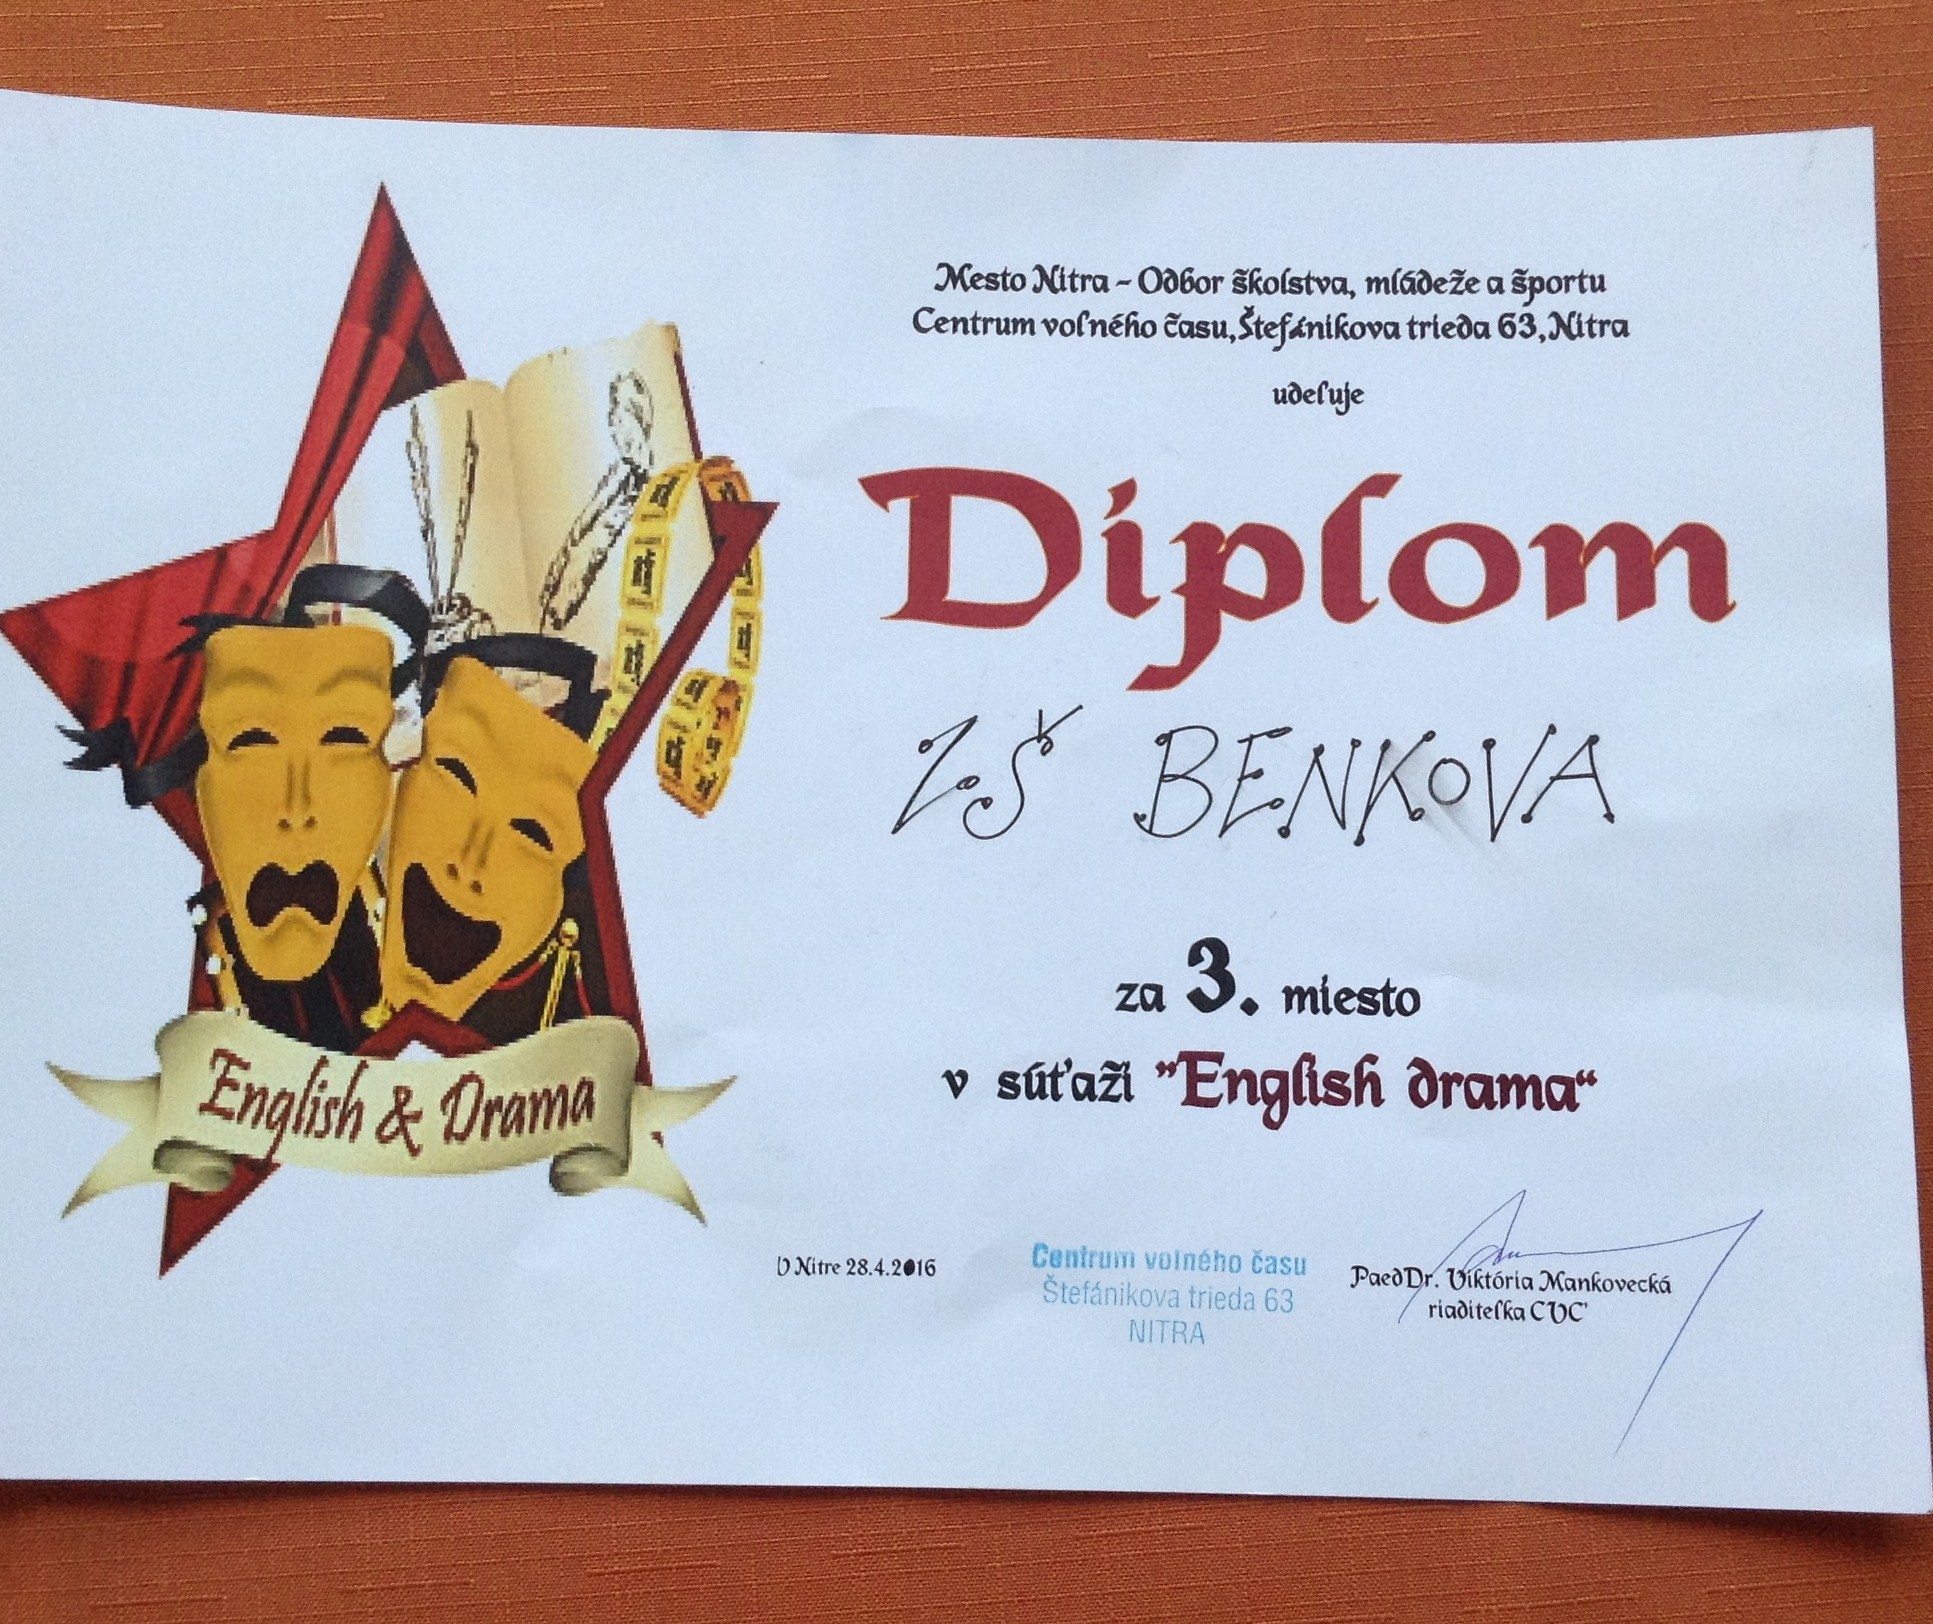 Mesto Nitra - Odbor školstva, mládeže a športu
Centrum voľného času, Štefánikova trieda 63, Nitra
udeľuje
Diplom
ZŠ BENKOVA
za 3. miesto
v súťaži "English drama"
English & Drama
V Nitre 28.4.2016
Centrum volného času
Štefánikova trieda 63
NITRA
PaedDr. Viktória Mankovecká
riaditeľka CVČ